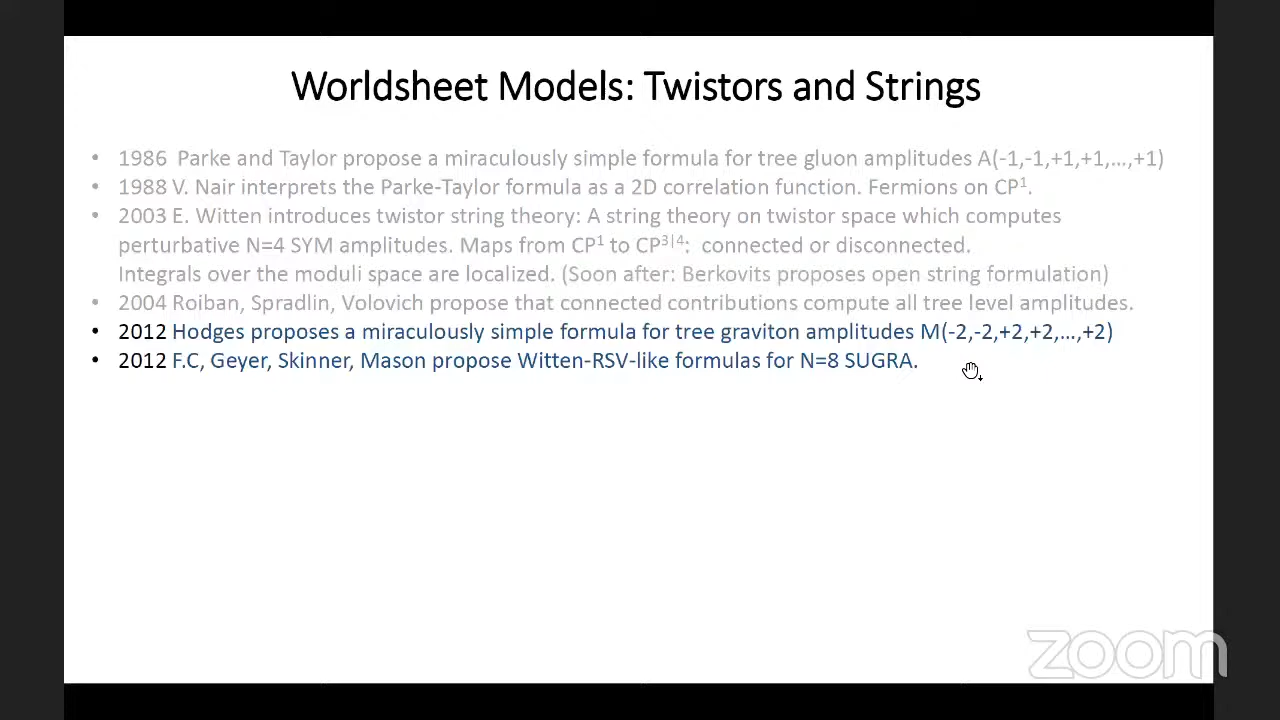 Worldsheet Models: Twistors and Strings
• 1986 Parke and Taylor propose a miraculously simple formula for tree gluon amplitudes A(-1,-1,+1,+1,...,+1)
• 1988 V. Nair interprets the Parke-Taylor formula as a 2D correlation function. Fermions on CP¹.
• 2003 E. Witten introduces twistor string theory: A string theory on twistor space which computes
perturbative N=4 SYM amplitudes. Maps from CP¹ to CP³|⁴: connected or disconnected.
Integrals over the moduli space are localized. (Soon after: Berkovits proposes open string formulation)
• 2004 Roiban, Spradlin, Volovich propose that connected contributions compute all tree level amplitudes.
• 2012 Hodges proposes a miraculously simple formula for tree graviton amplitudes M(-2,-2,+2,+2,...,+2)
• 2012 F.C, Geyer, Skinner, Mason propose Witten-RSV-like formulas for N=8 SUGRA.
zoom